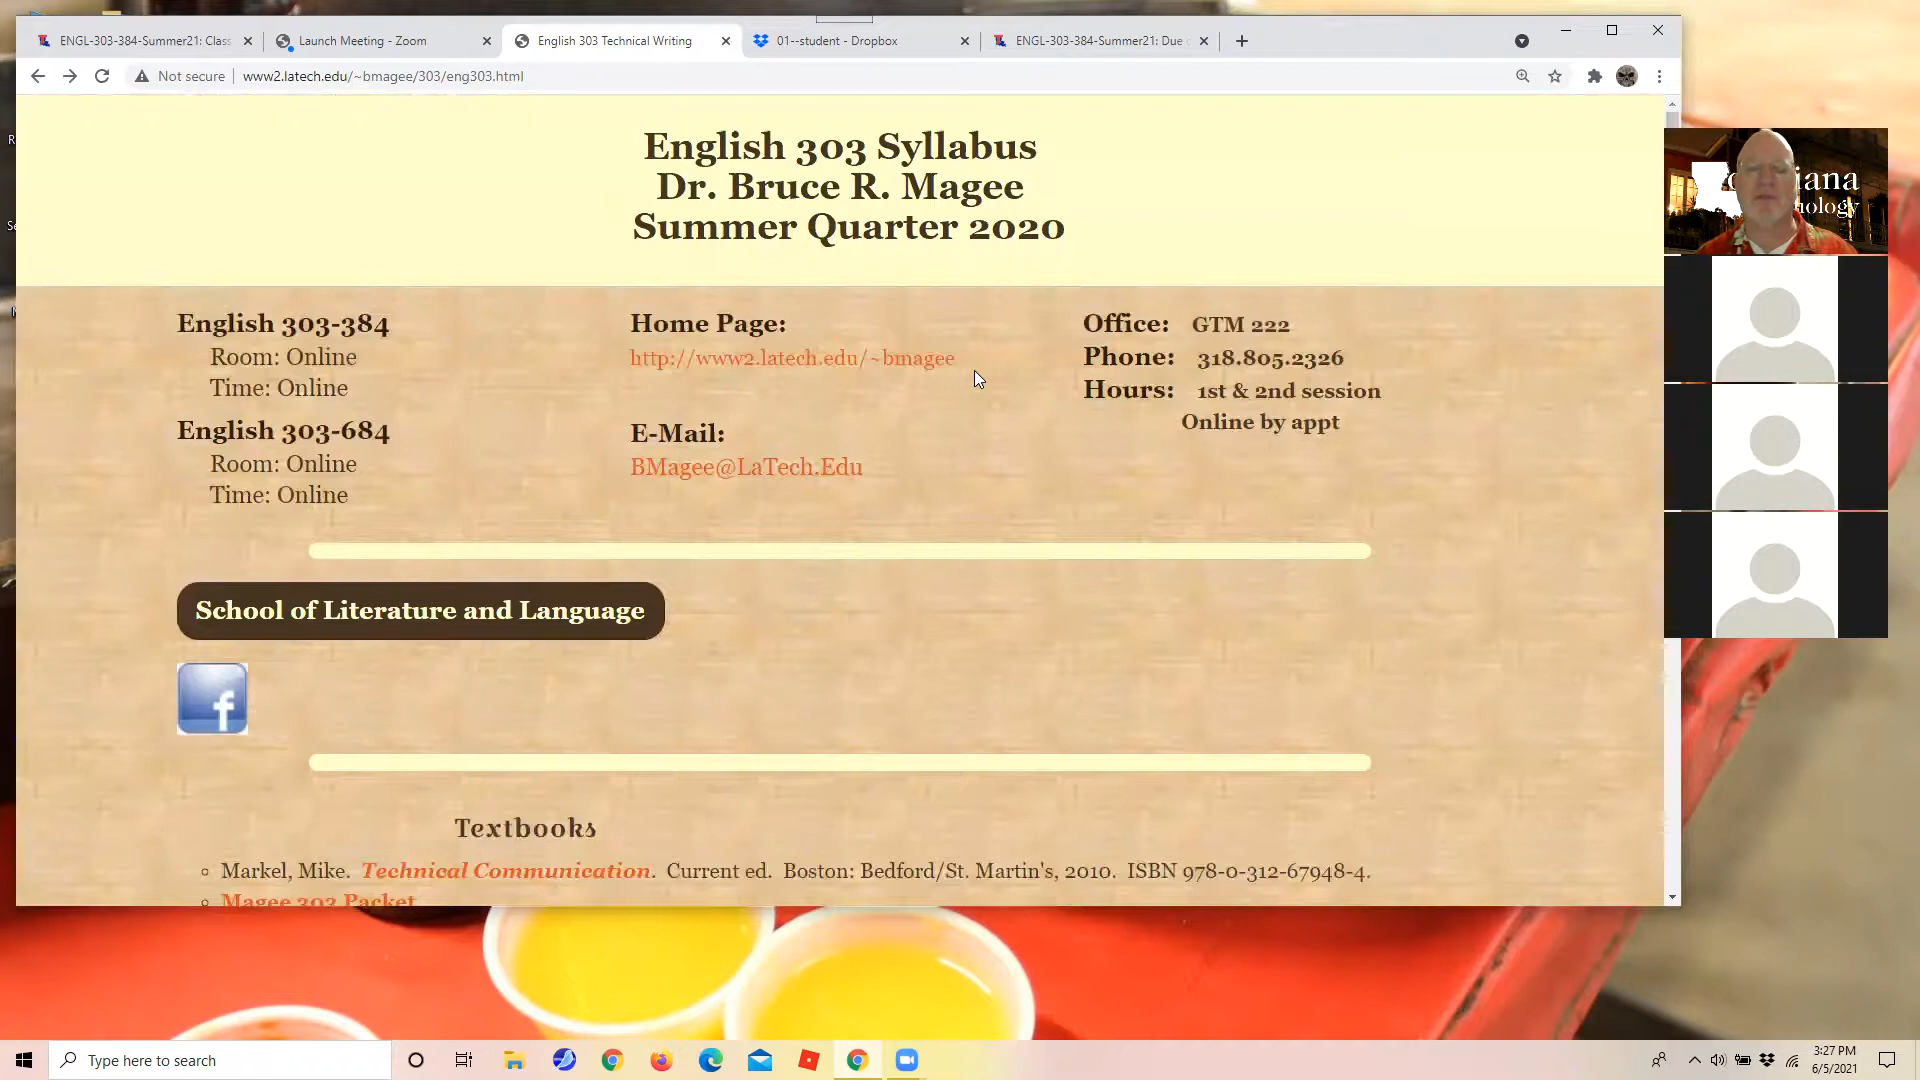 ENGL-303-384-Summer21: Class
Launch Meeting - Zoom
English 303 Technical Writing
01--student - Dropbox
ENGL-303-384-Summer21: Due
Not secure
www2.latech.edu/~bmagee/303/eng303.html
English 303 Syllabus
Dr. Bruce R. Magee
Summer Quarter 2020
English 303-384
Room: Online
Time: Online
English 303-684
Room: Online
Time: Online
Home Page:
http://www2.latech.edu/~bmagee
E-Mail:
BMagee@LaTech.Edu
Office: GTM 222
Phone: 318.805.2326
Hours: 1st & 2nd session
Online by appt
School of Literature and Language
f
Textbooks
Markel, Mike. Technical Communication. Current ed. Boston: Bedford/St. Martin's, 2010. ISBN 978-0-312-67948-4.
Magee 303 Packet
Type here to search
3:27 PM
6/5/2021